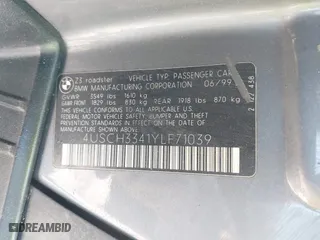 BMW
Z3 roadster VEHICLE TYP. PASSENGER CAR
BMW MANUFACTURING CORPORATION 06/99
GVWR 3549 lbs 1610 kg
GAWR FRONT 1829 lbs 830 kg REAR 1918 lbs 870 kg
THIS VEHICLE CONFORMS TO ALL APPLICABLE
FEDERAL MOTOR VEHICLE SAFETY BUMPER
AND THEFT PREVENTION STANDARDS IN EFFECT ON
THE DATE OF MANUFACTURE SHOWN ABOVE
4USCH3341YLF71039
DREAMBID